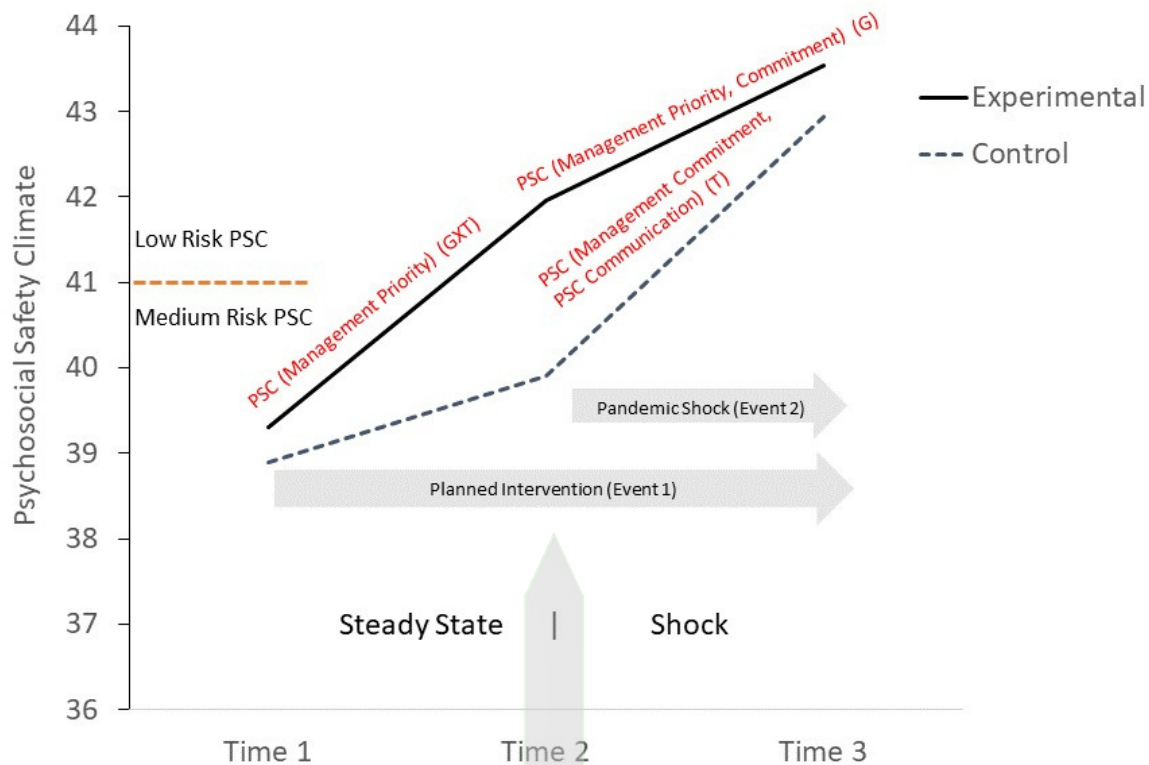 Psychosocial Safety Climate
44
43
42
41
40
39
38
37
36
Low Risk PSC
Medium Risk PSC
PSC (Management Priority) (GXT)
PSC (Management Priority, Commitment) (G)
PSC (Management Commitment,
PSC Communication) (T)
Experimental
Control
Pandemic Shock (Event 2)
Planned Intervention (Event 1)
Steady State | Shock
Time 1 Time 2 Time 3